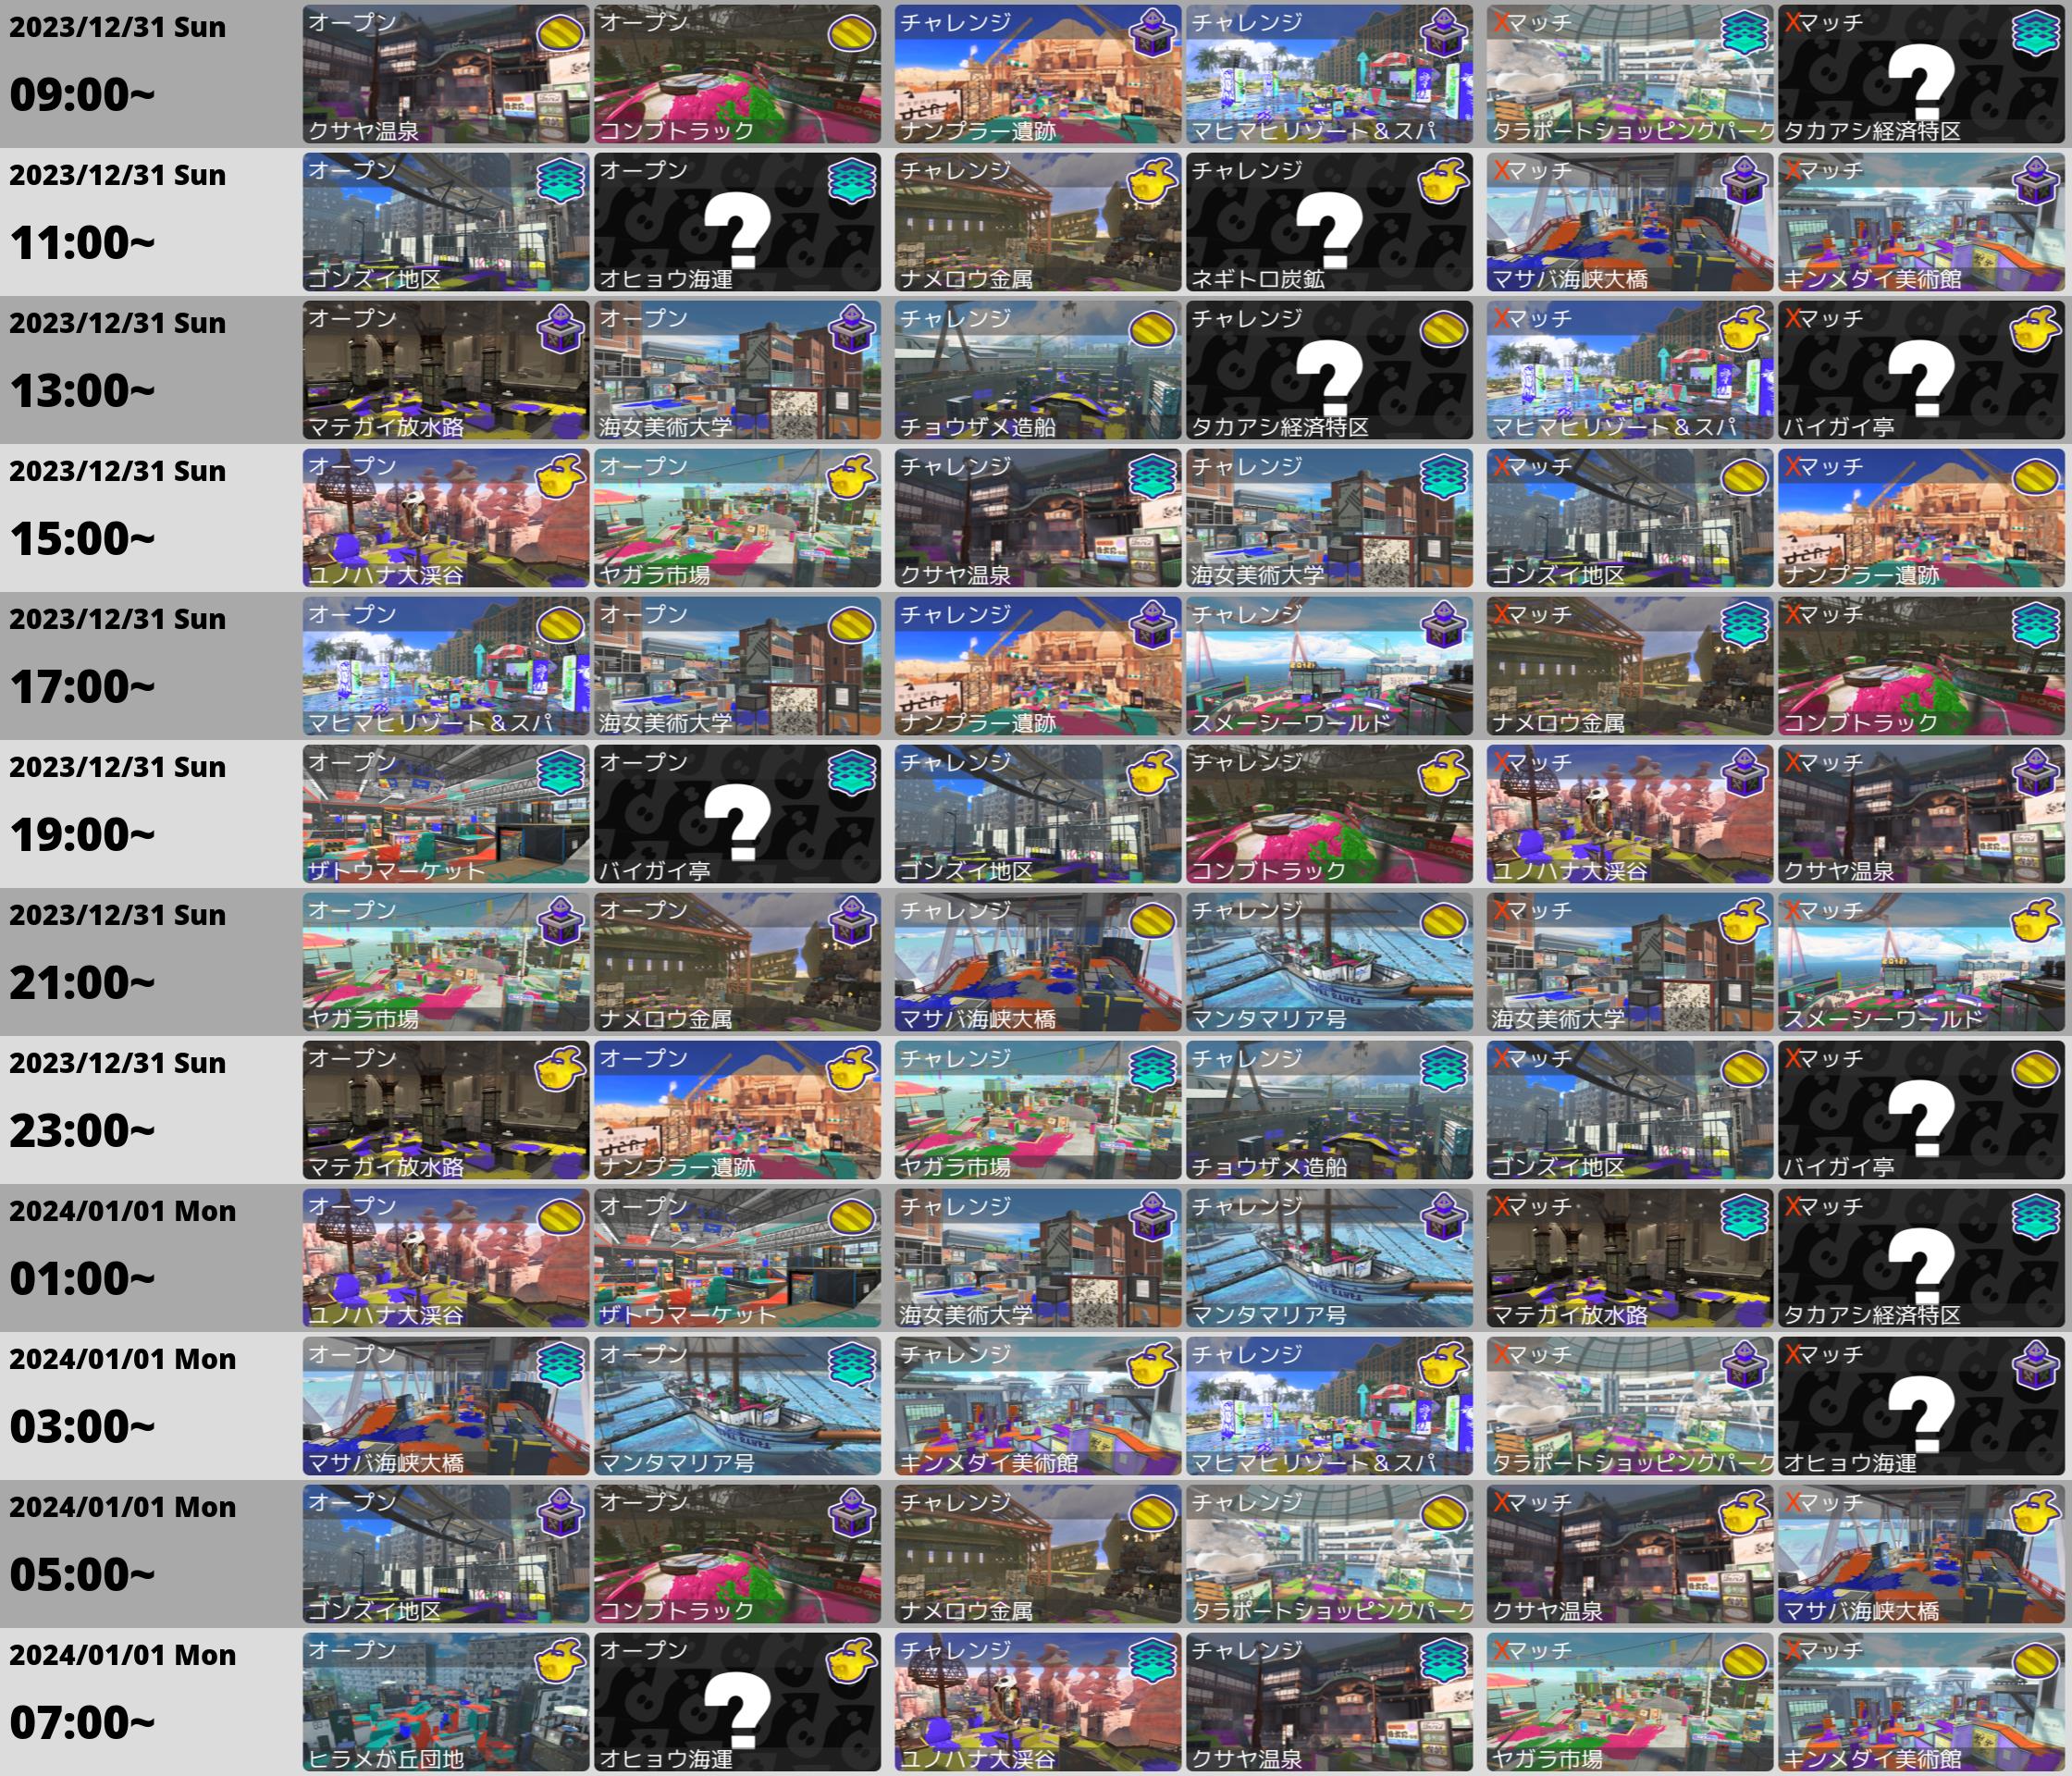 2023/12/31 Sun
09:00~
オープン
クサヤ温泉
オープン
コンブトラック
チャレンジ
ナンプラー遺跡
チャレンジ
マヒマヒリゾート＆スパ
Xマッチ
タラポートショッピングパーク
Xマッチ
タカアシ経済特区
2023/12/31 Sun
11:00~
オープン
ゴンズイ地区
オープン
オヒョウ海運
チャレンジ
ナメロウ金属
チャレンジ
ネギトロ炭鉱
Xマッチ
マサバ海峡大橋
Xマッチ
キンメダイ美術館
2023/12/31 Sun
13:00~
オープン
マテガイ放水路
オープン
海女美術大学
チャレンジ
チョウザメ造船
チャレンジ
タカアシ経済特区
Xマッチ
マヒマヒリゾート＆スパ
Xマッチ
バイガイ亭
2023/12/31 Sun
15:00~
オープン
ユノハナ大渓谷
オープン
ヤガラ市場
チャレンジ
クサヤ温泉
チャレンジ
海女美術大学
Xマッチ
ゴンズイ地区
Xマッチ
ナンプラー遺跡
2023/12/31 Sun
17:00~
オープン
マヒマヒリゾート＆スパ
オープン
海女美術大学
チャレンジ
ナンプラー遺跡
チャレンジ
スメーシーワールド
Xマッチ
ナメロウ金属
Xマッチ
コンブトラック
2023/12/31 Sun
19:00~
オープン
ザトウマーケット
オープン
バイガイ亭
チャレンジ
ゴンズイ地区
チャレンジ
コンブトラック
Xマッチ
ユノハナ大渓谷
Xマッチ
クサヤ温泉
2023/12/31 Sun
21:00~
オープン
ヤガラ市場
オープン
ナメロウ金属
チャレンジ
マサバ海峡大橋
チャレンジ
マンタマリア号
Xマッチ
海女美術大学
Xマッチ
スメーシーワールド
2023/12/31 Sun
23:00~
オープン
マテガイ放水路
オープン
ナンプラー遺跡
チャレンジ
ヤガラ市場
チャレンジ
チョウザメ造船
Xマッチ
ゴンズイ地区
Xマッチ
バイガイ亭
2024/01/01 Mon
01:00~
オープン
ユノハナ大渓谷
オープン
ザトウマーケット
チャレンジ
海女美術大学
チャレンジ
マンタマリア号
Xマッチ
マテガイ放水路
Xマッチ
タカアシ経済特区
2024/01/01 Mon
03:00~
オープン
マサバ海峡大橋
オープン
マンタマリア号
チャレンジ
キンメダイ美術館
チャレンジ
マヒマヒリゾート＆スパ
Xマッチ
タラポートショッピングパーク
Xマッチ
オヒョウ海運
2024/01/01 Mon
05:00~
オープン
ゴンズイ地区
オープン
コンブトラック
チャレンジ
ナメロウ金属
チャレンジ
タラポートショッピングパーク
Xマッチ
クサヤ温泉
Xマッチ
マサバ海峡大橋
2024/01/01 Mon
07:00~
オープン
ヒラメが丘団地
オープン
オヒョウ海運
チャレンジ
ユノハナ大渓谷
チャレンジ
クサヤ温泉
Xマッチ
ヤガラ市場
Xマッチ
キンメダイ美術館